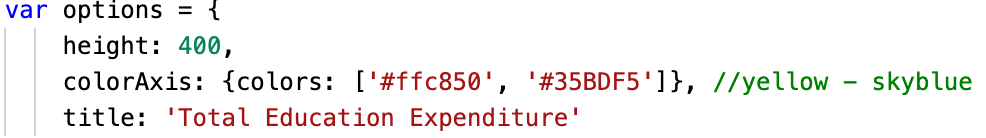 var options = {
height: 400,
colorAxis: {colors: ['#ffc850', '#35BDF5']}, //yellow – skyblue
title: 'Total Education Expenditure'